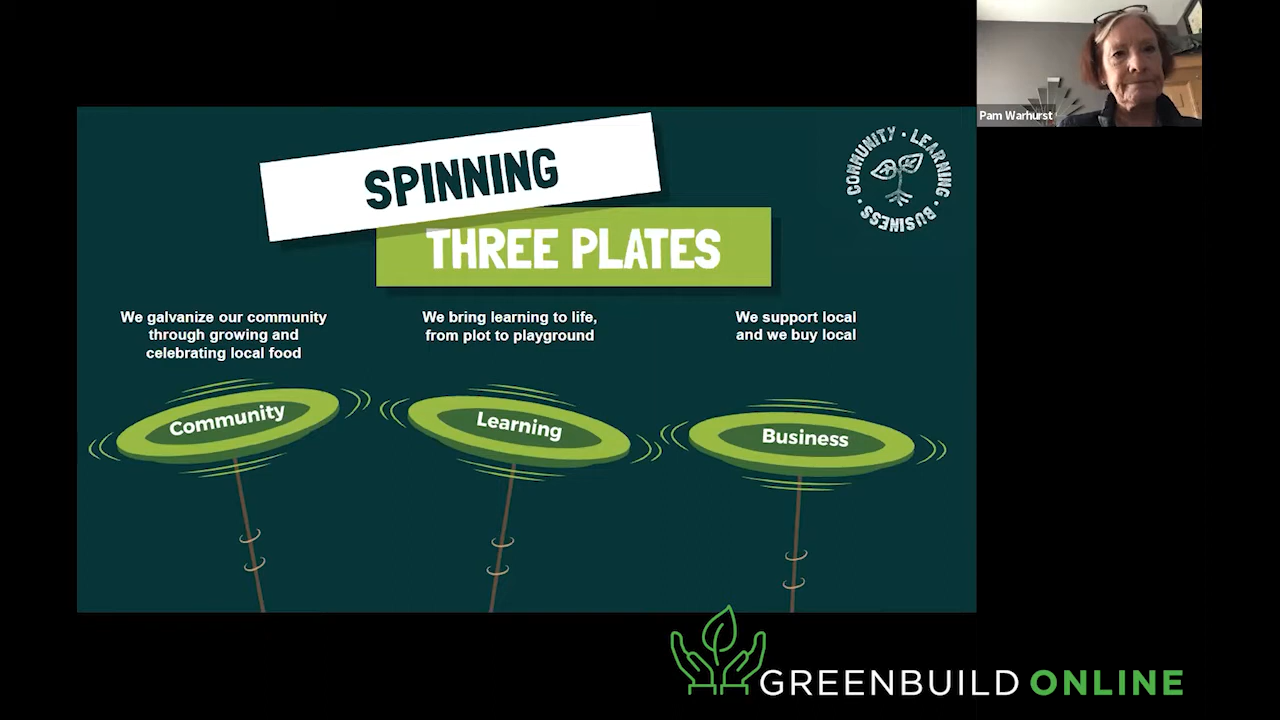 Pam Warhurst
SPINNING
THREE PLATES
COMMUNITY · LEARNING · BUSINESS ·
We galvanize our community
through growing and
celebrating local food
We bring learning to life,
from plot to playground
We support local
and we buy local
Community
Learning
Business
GREENBUILD ONLINE